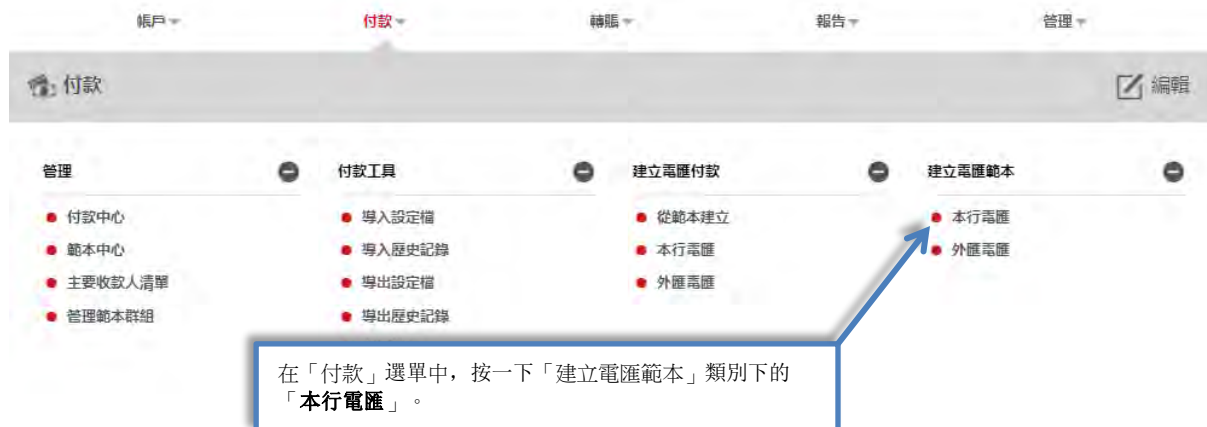 帳戶
付款
轉賬
報告
管理
付款
編輯
管理
付款中心
範本中心
主要收款人清單
管理範本群組
付款工具
導入設定檔
導入歷史記錄
導出設定檔
導出歷史記錄
建立電匯付款
從範本建立
本行電匯
外匯電匯
建立電匯範本
本行電匯
外匯電匯
在「付款」選單中，按一下「建立電匯範本」類別下的
「本行電匯」。